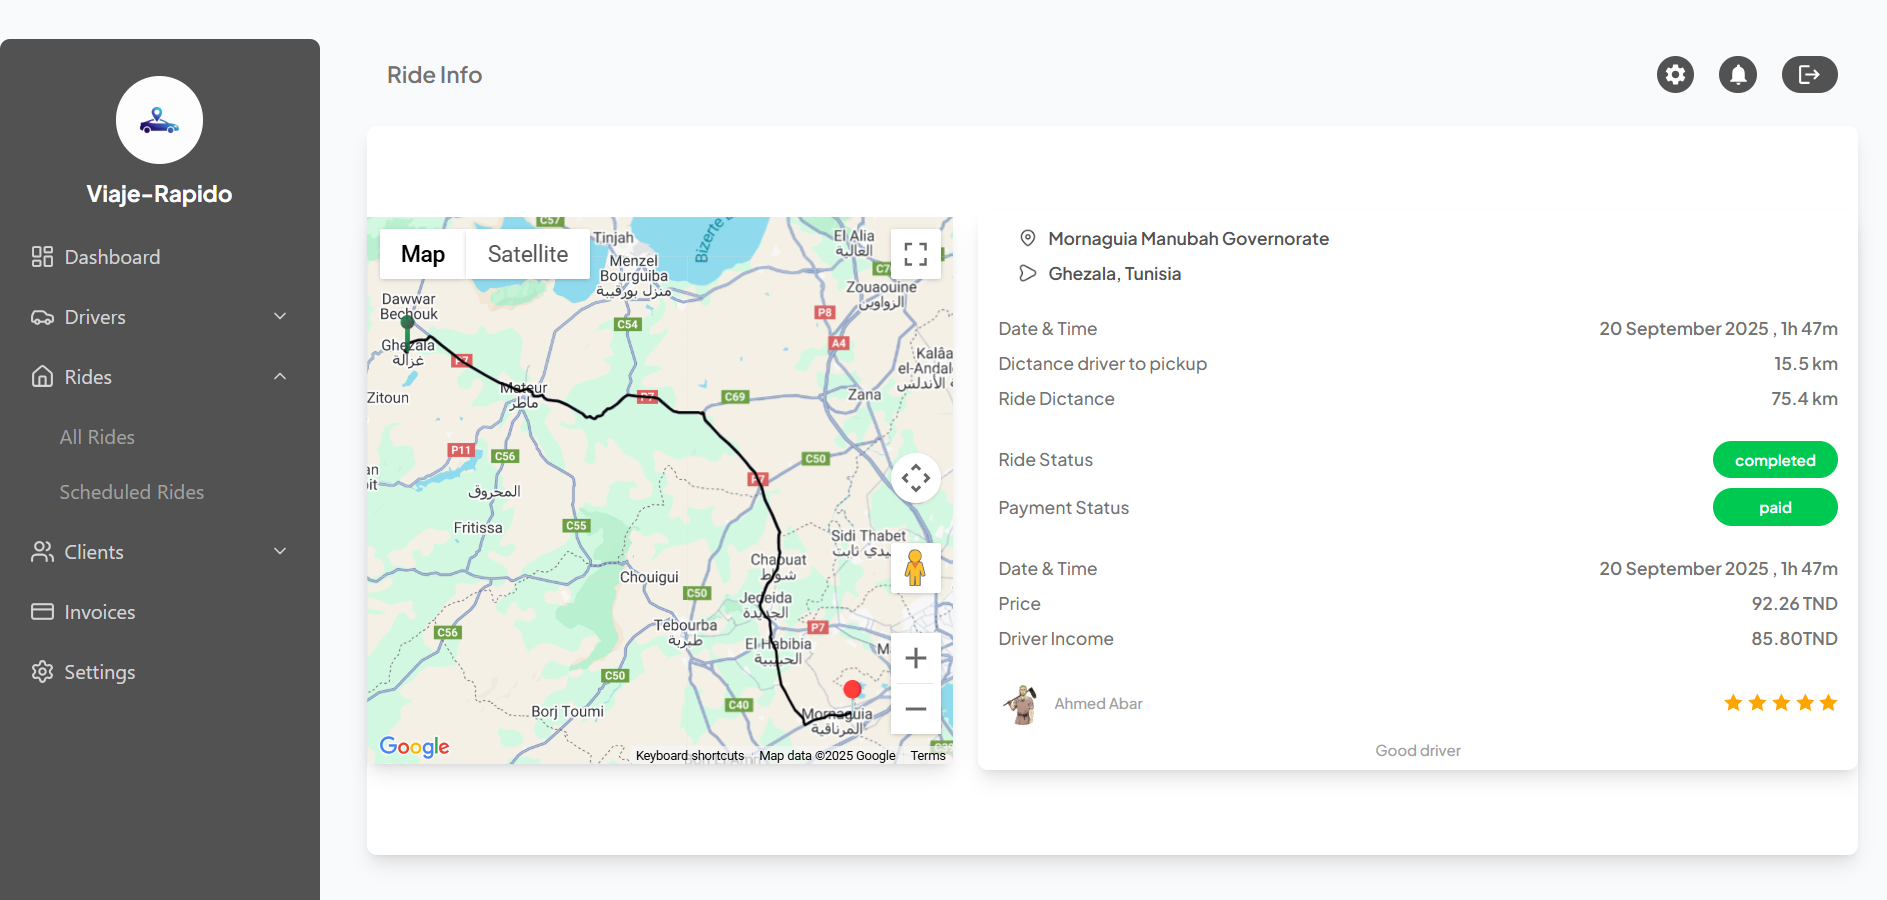 Viaje-Rapido
Dashboard
Drivers
Rides
All Rides
Scheduled Rides
Clients
Invoices
Settings
Ride Info
Map
Satellite
C57
Tinjah
Menzel
Bourguiba
منزل بورقيبة
El Alia
العالية
Zouaouine
الزواوين
Dawwar
Bechouk
Ghezala
غزالة
C54
P8
A4
P7
Mateur
ماطر
Zitoun
P7
C69
Zana
Kalâa
el-Andal
الأندلس
P11
C56
C50
P7
المحروق
Fritissa
C55
Sidi Thabet
سيدي ثابت
Chaouat
شواط
Chouigui
C50
Jedeida
الجديدة
Tebourba
طبربة
P7
C56
El Habibia
الحبيبية
C50
Borj Toumi
C40
Mornaguia
المرناقية
Google
Keyboard shortcuts
Map data ©2025 Google
Terms
Mornaguia Manubah Governorate
Ghezala, Tunisia
Date & Time
20 September 2025 , 1h 47m
Dictance driver to pickup
15.5 km
Ride Dictance
75.4 km
Ride Status
completed
Payment Status
paid
Date & Time
20 September 2025 , 1h 47m
Price
92.26 TND
Driver Income
85.80TND
Ahmed Abar
Good driver